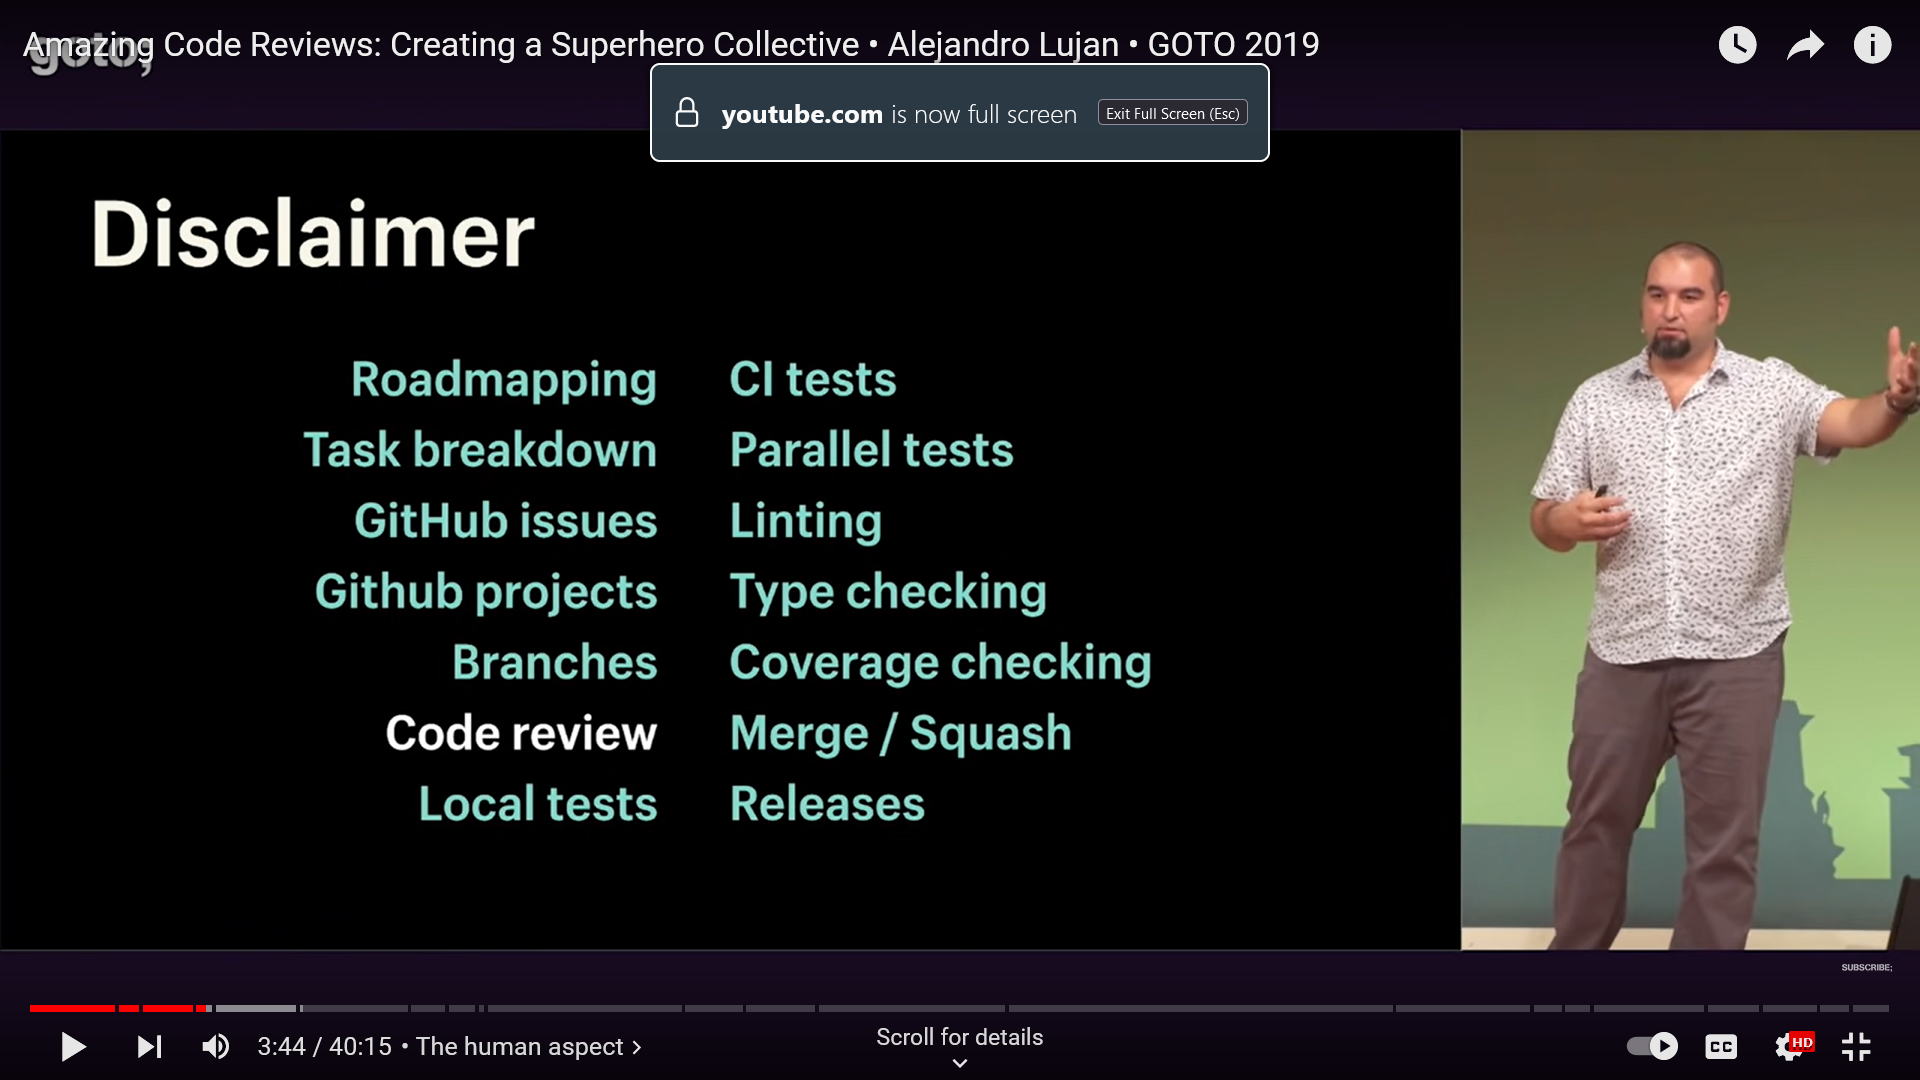 Amazing Code Reviews: Creating a Superhero Collective • Alejandro Lujan • GOTO 2019
goto;
youtube.com is now full screen
Exit Full Screen (Esc)
Disclaimer
Roadmapping
Task breakdown
GitHub issues
Github projects
Branches
Code review
Local tests
CI tests
Parallel tests
Linting
Type checking
Coverage checking
Merge / Squash
Releases
SUBSCRIBE;
3:44 / 40:15 • The human aspect
Scroll for details
CC
HD